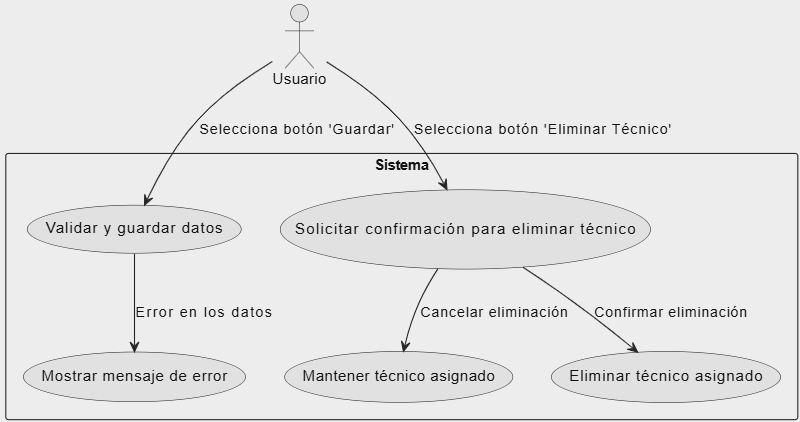 Usuario
Selecciona botón 'Guardar'
Selecciona botón 'Eliminar Técnico'
Sistema
Validar y guardar datos
Solicitar confirmación para eliminar técnico
Error en los datos
Cancelar eliminación
Confirmar eliminación
Mostrar mensaje de error
Mantener técnico asignado
Eliminar técnico asignado